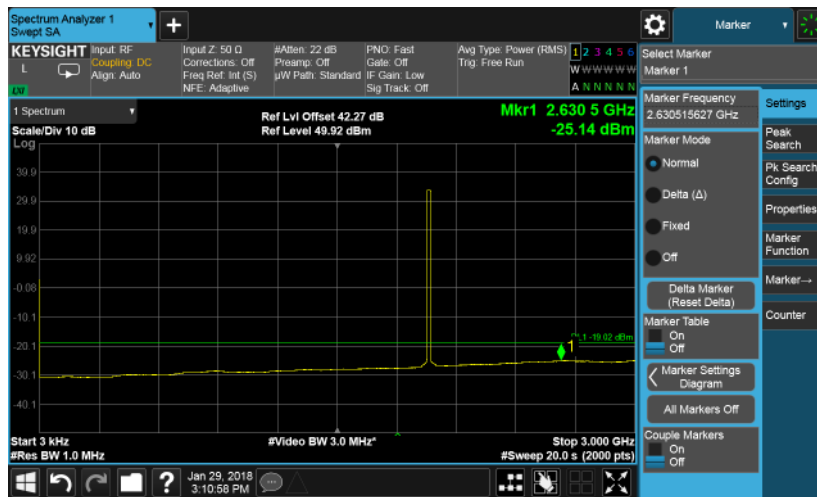 Spectrum Analyzer 1
Swept SA
Marker
KEYSIGHT
L
LXI
Input: RF
Coupling: DC
Align: Auto
Input Z: 50 Ω
Corrections: Off
Freq Ref: Int (S)
NFE: Adaptive
#Atten: 22 dB
Preamp: Off
µW Path: Standard
PNO: Fast
Gate: Off
IF Gain: Low
Sig Track: Off
Avg Type: Power (RMS)
Trig: Free Run
1 2 3 4 5 6
W W W W W W
A N N N N N
Select Marker
Marker 1
1 Spectrum
Scale/Div 10 dB
Log
Ref Lvl Offset 42.27 dB
Ref Level 49.92 dBm
Mkr1 2.630 5 GHz
-25.14 dBm
39.9
29.9
19.9
9.92
-0.08
-10.1
-20.1
-30.1
-40.1
-19.02 dBm
1
Start 3 kHz
#Res BW 1.0 MHz
#Video BW 3.0 MHz*
Stop 3.000 GHz
#Sweep 20.0 s (2000 pts)
Marker Frequency
2.630515627 GHz
Marker Mode
Normal
Delta (Δ)
Fixed
Off
Delta Marker
(Reset Delta)
Marker Table
On
Off
Marker Settings
Diagram
All Markers Off
Couple Markers
On
Off
Settings
Peak
Search
Pk Search
Config
Properties
Marker
Function
Marker→
Counter
?
Jan 29, 2018
3:10:58 PM